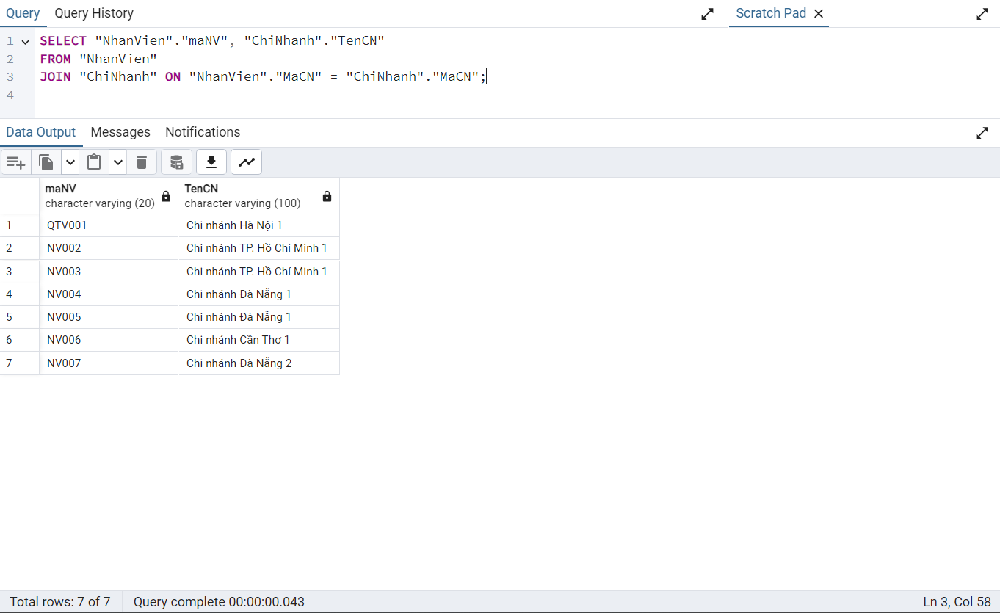 Query Query History
Scratch Pad
1 SELECT "NhanVien"."maNV", "ChiNhanh"."TenCN"
2 FROM "NhanVien"
3 JOIN "ChiNhanh" ON "NhanVien"."MaCN" = "ChiNhanh"."MaCN";
4
Data Output Messages Notifications
maNV TenCN
character varying (20) character varying (100)
1 QTV001 Chi nhánh Hà Nội 1
2 NV002 Chi nhánh TP. Hồ Chí Minh 1
3 NV003 Chi nhánh TP. Hồ Chí Minh 1
4 NV004 Chi nhánh Đà Nẵng 1
5 NV005 Chi nhánh Đà Nẵng 1
6 NV006 Chi nhánh Cần Thơ 1
7 NV007 Chi nhánh Đà Nẵng 2
Total rows: 7 of 7 Query complete 00:00:00.043 Ln 3, Col 58